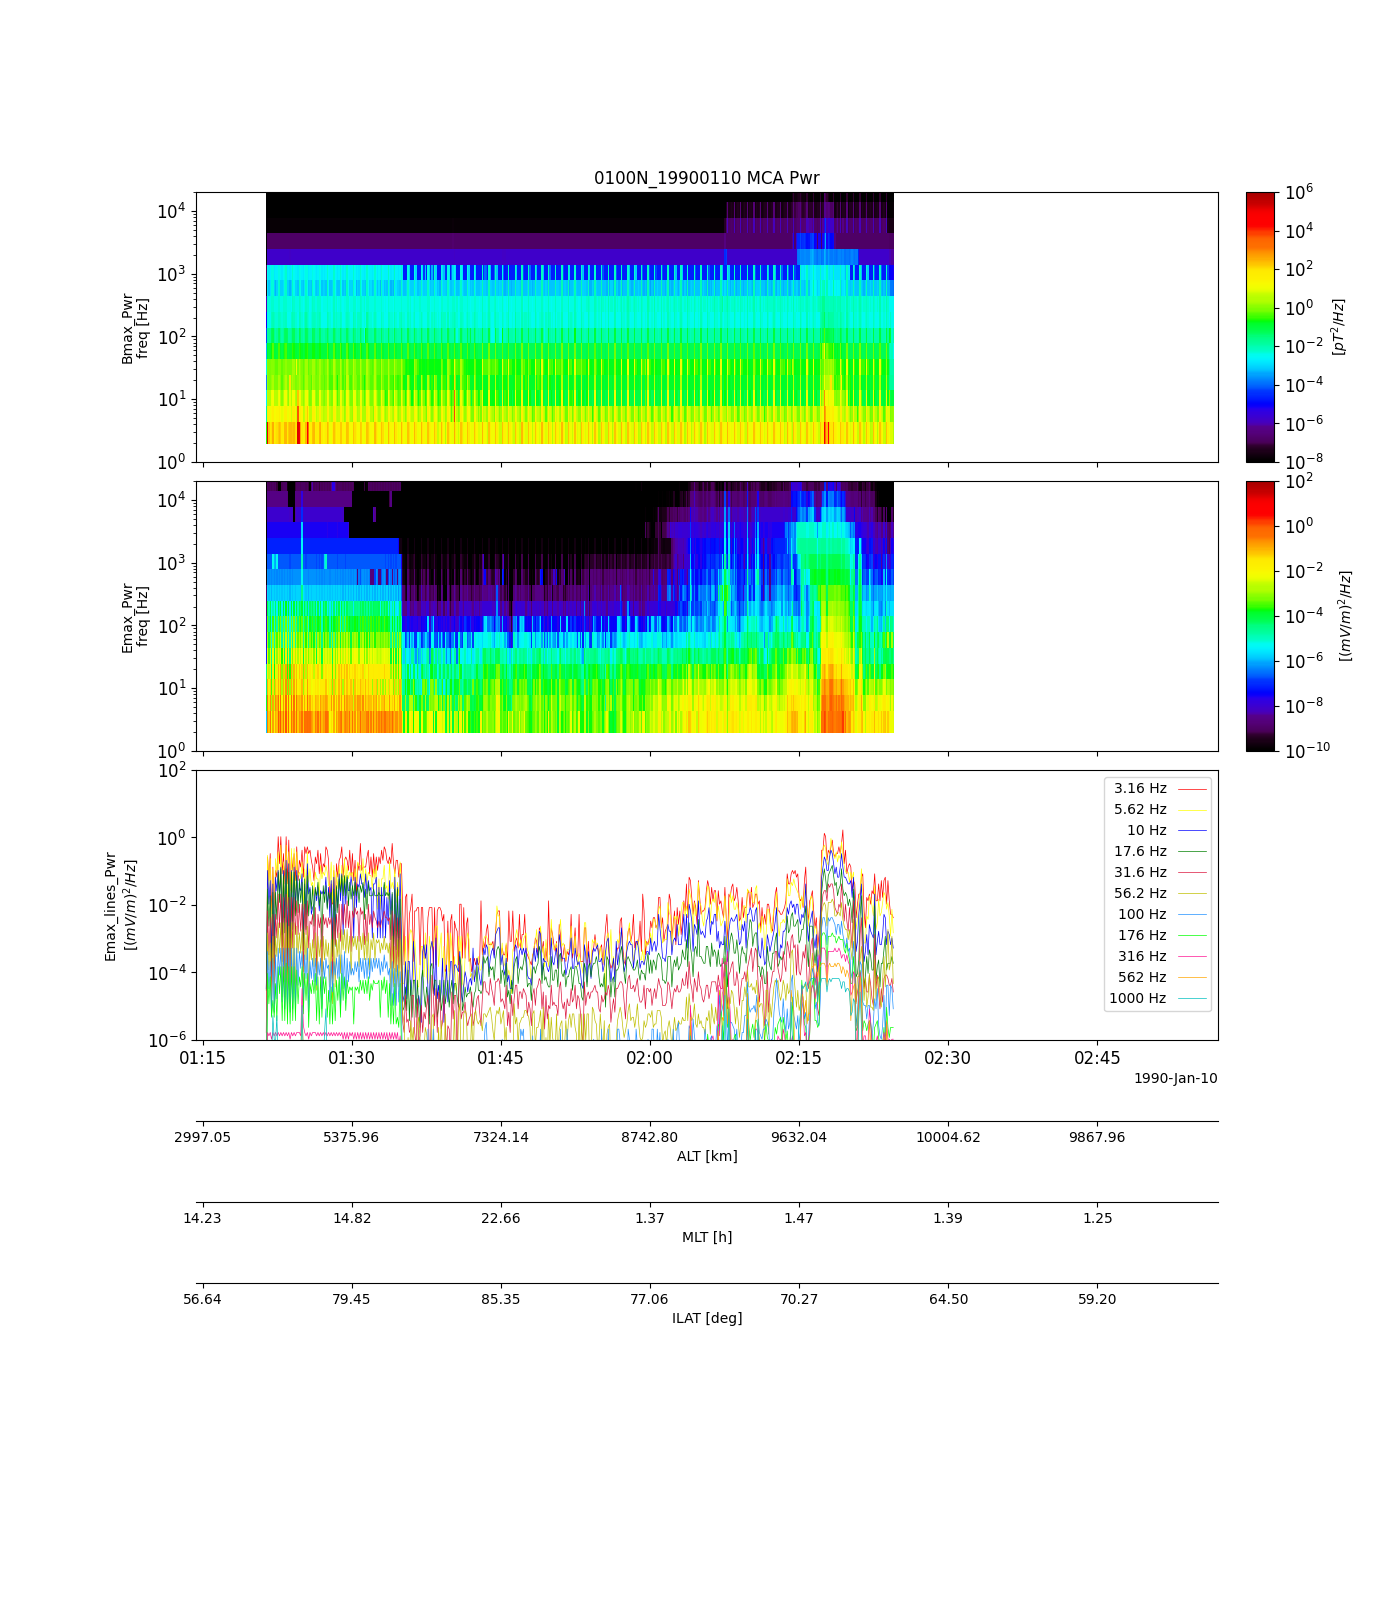 0100N_19900110 MCA Pwr
10^4
10^3
10^2
10^1
10^0
Bmax_Pwr
freq [Hz]
10^6
10^4
10^2
10^0
10^-2
10^-4
10^-6
10^-8
[pT^2/Hz]
10^4
10^3
10^2
10^1
10^0
Emax_Pwr
freq [Hz]
10^2
10^0
10^-2
10^-4
10^-6
10^-8
10^-10
[(mV/m)^2/Hz]
10^2
10^0
10^-2
10^-4
10^-6
Emax_lines_Pwr
[(mV/m)^2/Hz]
3.16 Hz
5.62 Hz
10 Hz
17.6 Hz
31.6 Hz
56.2 Hz
100 Hz
176 Hz
316 Hz
562 Hz
1000 Hz
01:15 01:30 01:45 02:00 02:15 02:30 02:45
1990-Jan-10
2997.05 5375.96 7324.14 8742.80 9632.04 10004.62 9867.96
ALT [km]
14.23 14.82 22.66 1.37 1.47 1.39 1.25
MLT [h]
56.64 79.45 85.35 77.06 70.27 64.50 59.20
ILAT [deg]